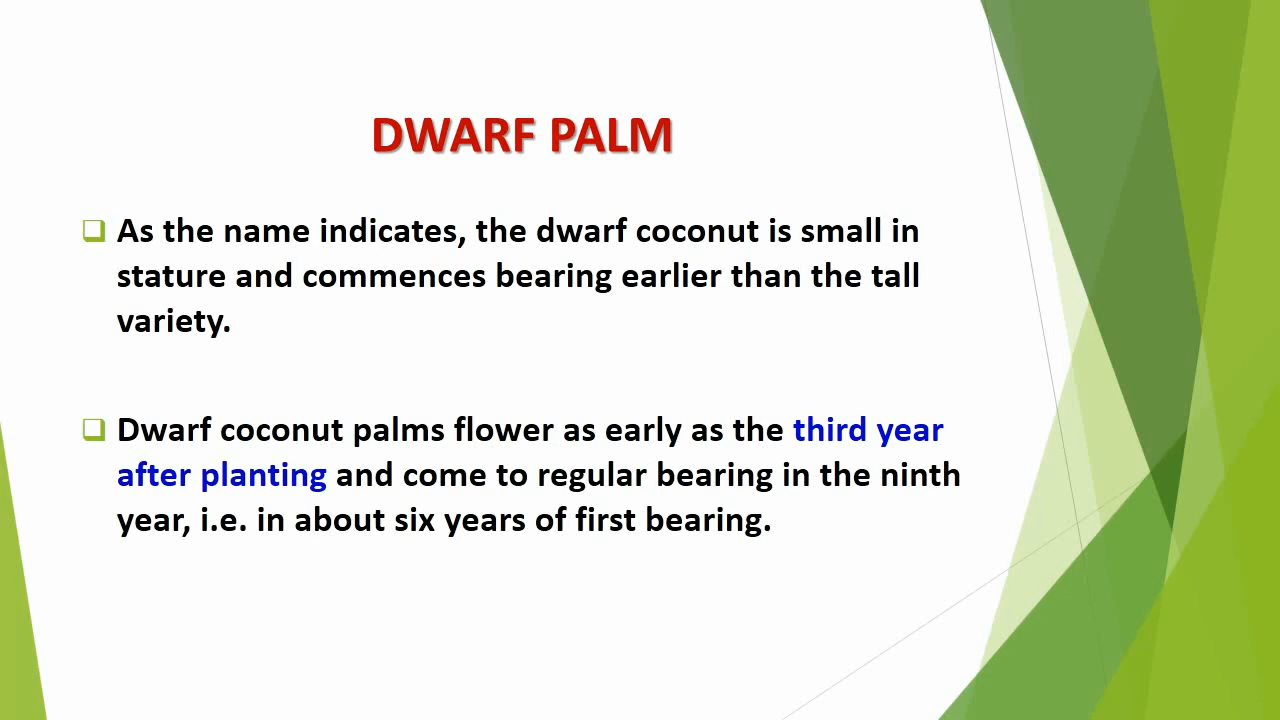 DWARF PALM
As the name indicates, the dwarf coconut is small in
stature and commences bearing earlier than the tall
variety.
Dwarf coconut palms flower as early as the third year
after planting and come to regular bearing in the ninth
year, i.e. in about six years of first bearing.